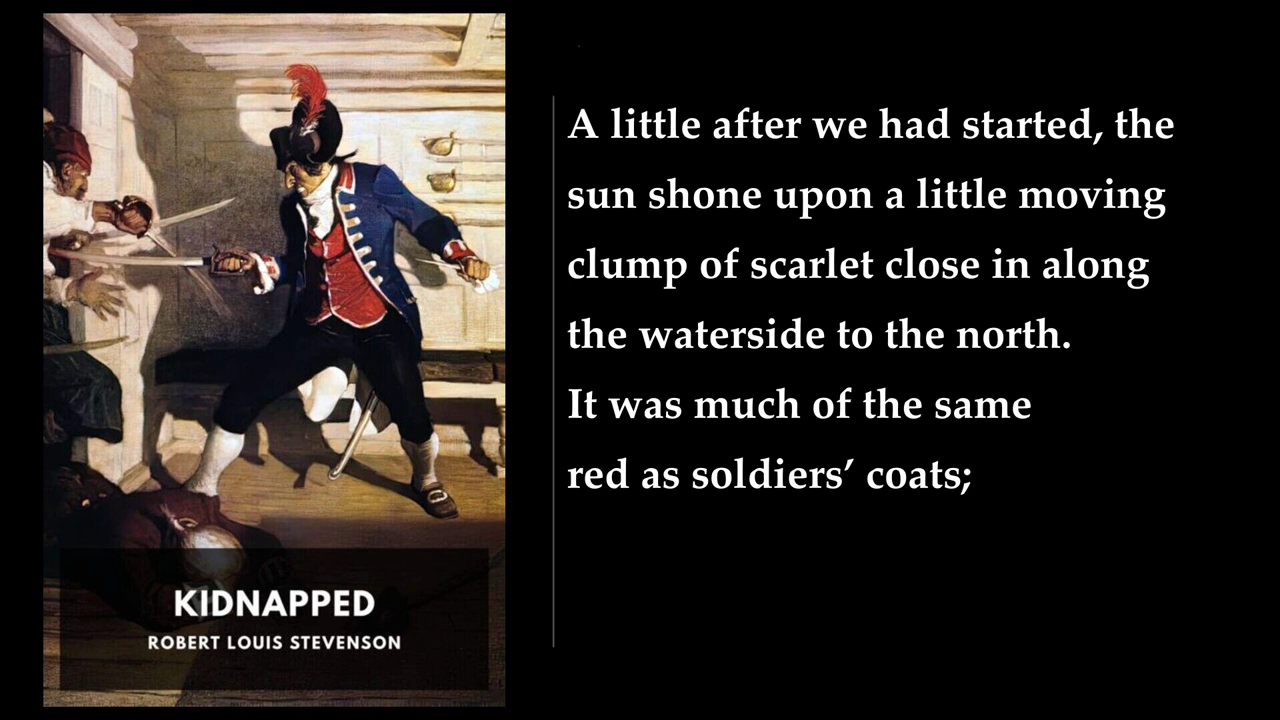 A little after we had started, the
sun shone upon a little moving
clump of scarlet close in along
the waterside to the north.
It was much of the same
red as soldiers’ coats;
KIDNAPPED
ROBERT LOUIS STEVENSON